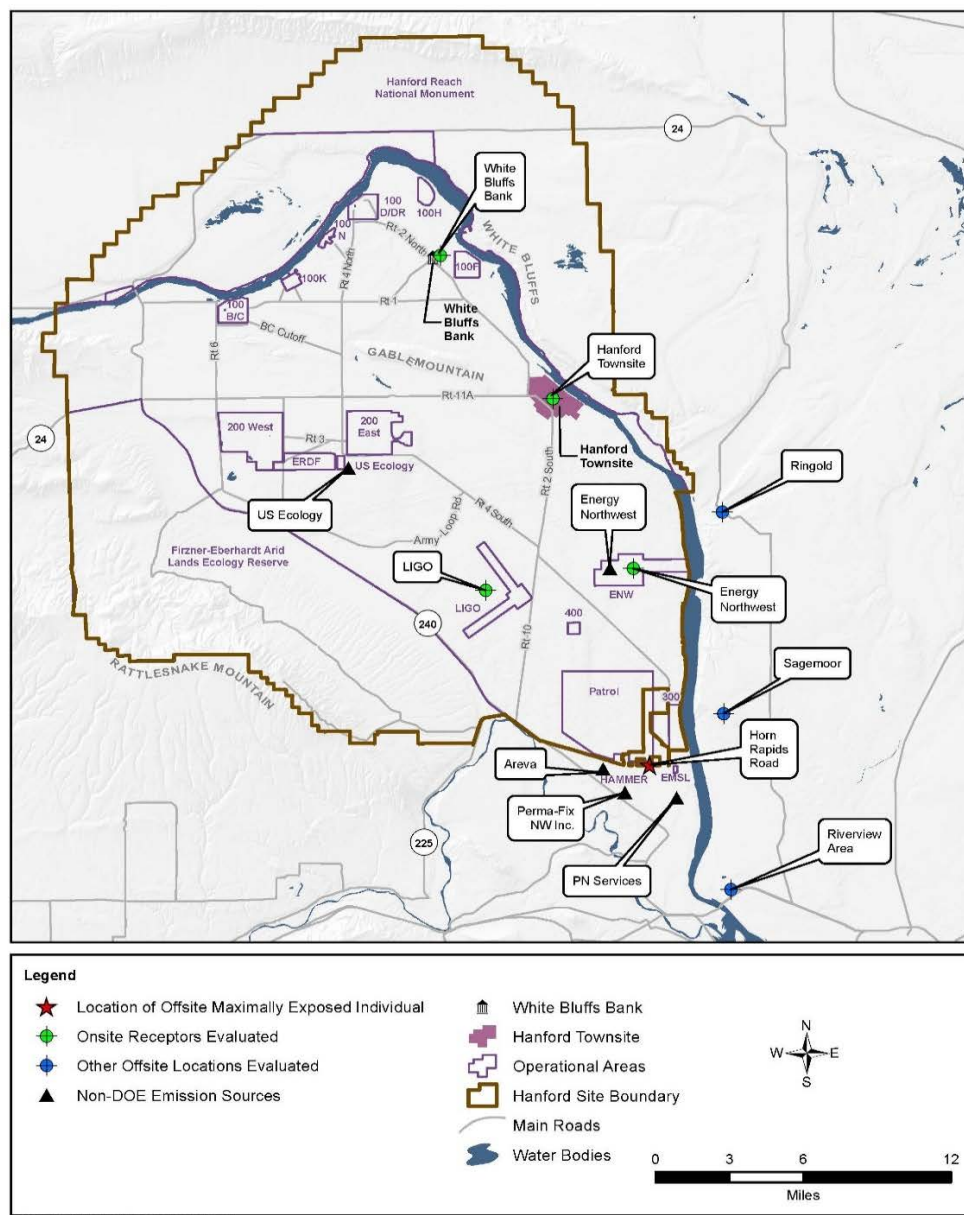 Hanford Reach
National Monument
24
White
Bluffs
Bank
100
D/DR
100H
100
N
Rt 2 North
WHITE BLUFFS
Rt 4 North
100K
100F
100
B/C
Rt 1
White
Bluffs
Bank
BC Cutoff
Rt 6
GABLEMOUNTAIN
Hanford
Townsite
Rt 11A
24
200 West
200
East
Rt 3
ERDF
US Ecology
Hanford
Townsite
Rt 2 South
US Ecology
Energy
Northwest
Ringold
Army
Loop Rd
Rt 4 South
Firzner-Eberhardt Arid
Lands Ecology Reserve
LIGO
LIGO
ENW
Energy
Northwest
240
400
Rt 10
RATTLESNAKE MOUNTAIN
Patrol
300
Sagemoor
Horn
Rapids
Road
Areva
HAMMER
EMSL
Perma-Fix
NW Inc.
225
PN Services
Riverview
Area
Legend
Location of Offsite Maximally Exposed Individual
Onsite Receptors Evaluated
Other Offsite Locations Evaluated
Non-DOE Emission Sources
White Bluffs Bank
Hanford Townsite
Operational Areas
Hanford Site Boundary
Main Roads
Water Bodies
N
W E
S
0 3 6 12
Miles